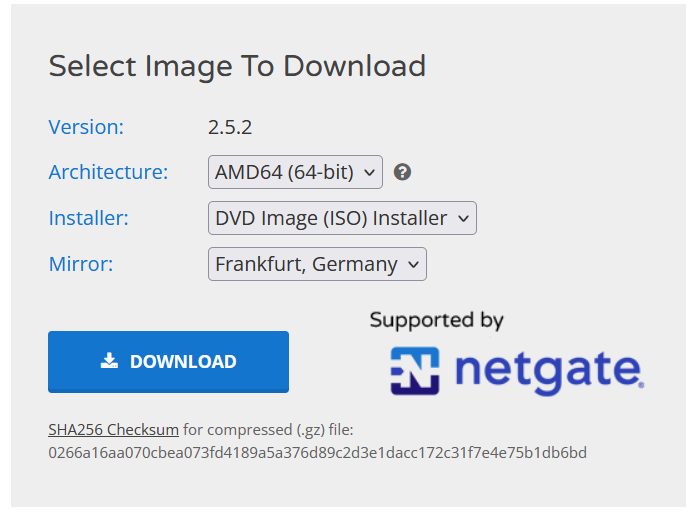 Select Image To Download
Version: 2.5.2
Architecture: AMD64 (64-bit) ?
Installer: DVD Image (ISO) Installer
Mirror: Frankfurt, Germany
Supported by
netgate
DOWNLOAD
SHA256 Checksum for compressed (.gz) file:
0266a16aa070cbea073fd4189a5a376d89c2d3e1dacc172c31f7e4e75b1db6bd